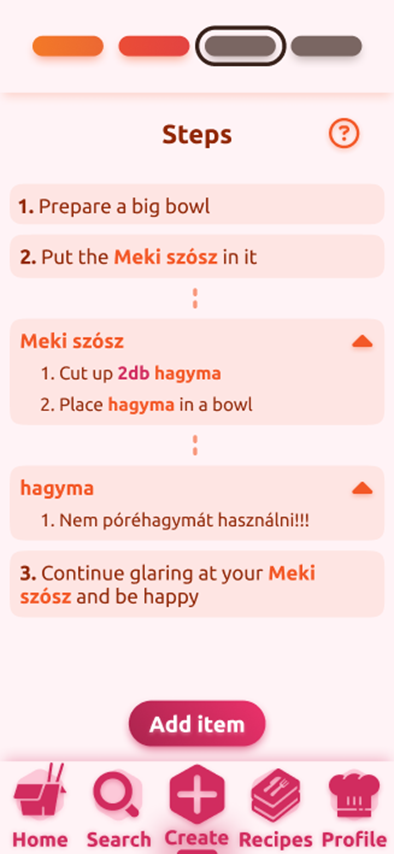 Steps
?
1. Prepare a big bowl
2. Put the Meki szósz in it
Meki szósz
1. Cut up 2db hagyma
2. Place hagyma in a bowl
hagyma
1. Nem póréhagymát használni!!!
3. Continue glaring at your Meki
szósz and be happy
Add item
Home Search Create Recipes Profile